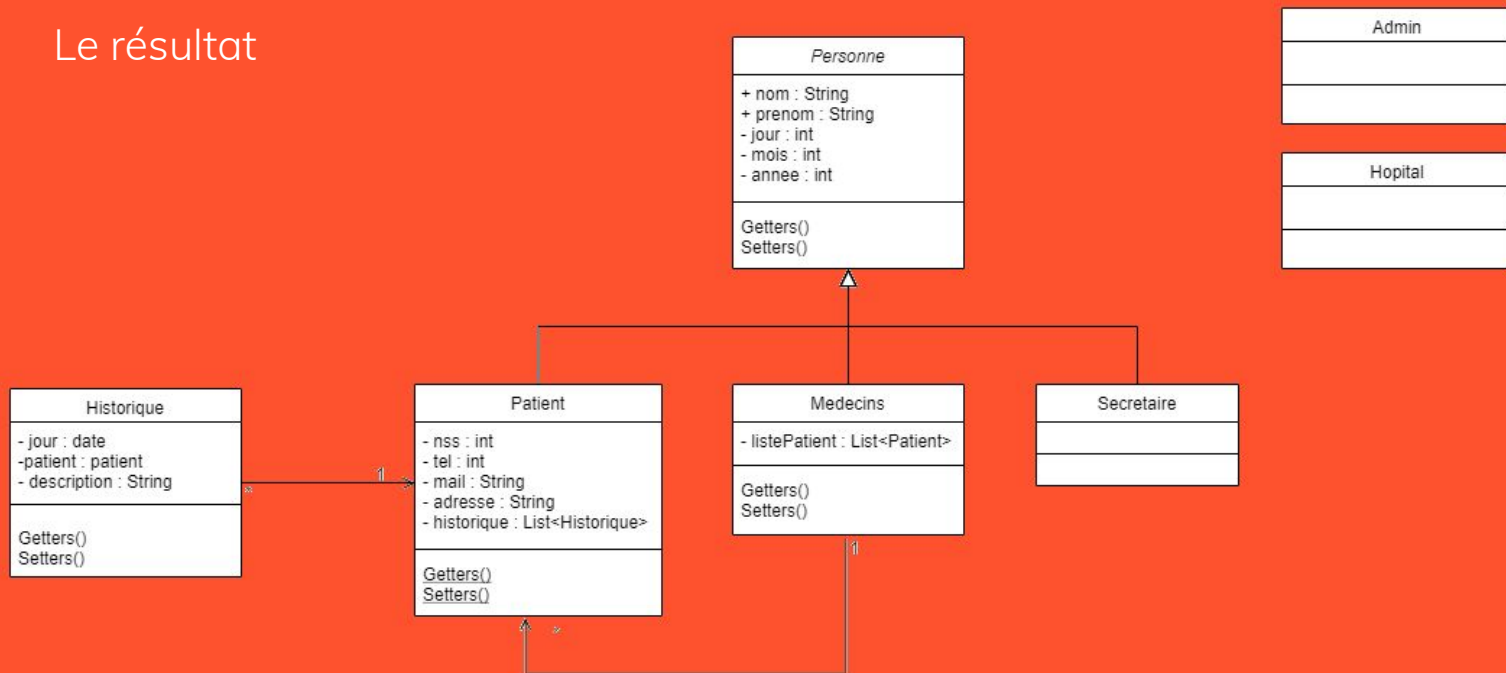 Le résultat
Admin
Personne
+ nom : String
+ prenom : String
- jour : int
- mois : int
- annee : int
Getters()
Setters()
Hopital
Historique
- jour : date
-patient : patient
- description : String
Getters()
Setters()
*
1
Patient
- nss : int
- tel : int
- mail : String
- adresse : String
- historique : List<Historique>
Getters()
Setters()
Medecins
- listePatient : List<Patient>
Getters()
Setters()
1
Secretaire